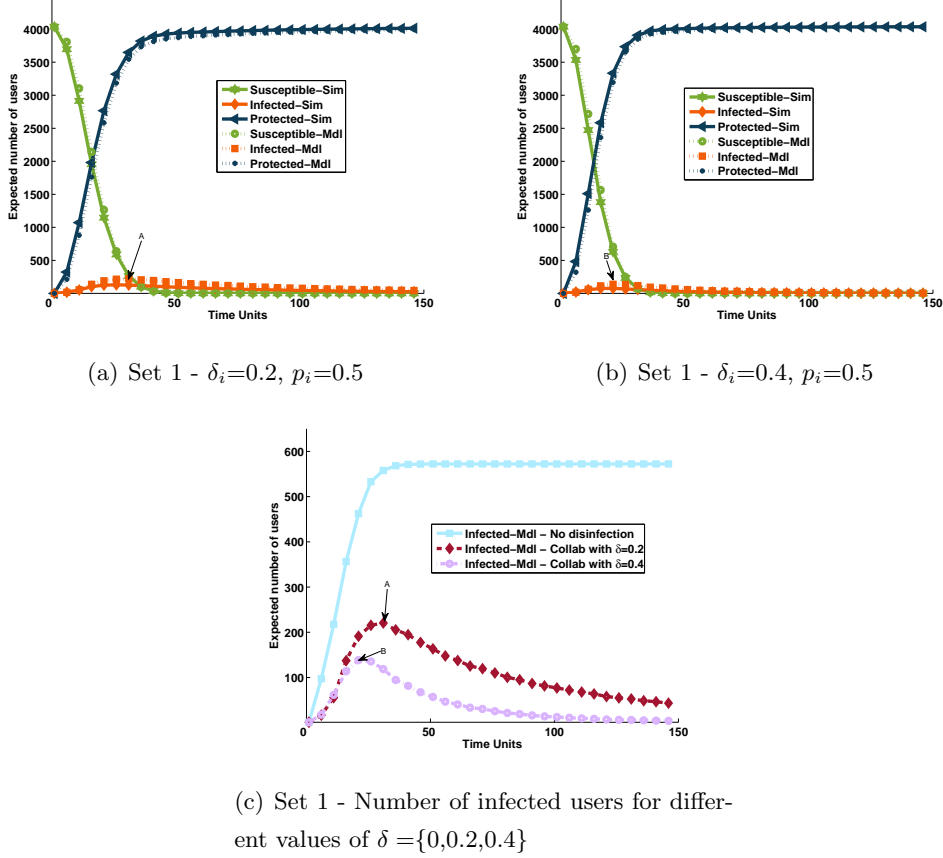 4000
3500
3000
2500
2000
1500
1000
500
0
0
50
100
150
Expected number of users
Time Units
Susceptible−Sim
Infected−Sim
Protected−Sim
Susceptible−Mdl
Infected−Mdl
Protected−Mdl
A
(a) Set 1 - δi=0.2, pi=0.5
4000
3500
3000
2500
2000
1500
1000
500
0
0
50
100
150
Expected number of users
Time Units
Susceptible−Sim
Infected−Sim
Protected−Sim
Susceptible−Mdl
Infected−Mdl
Protected−Mdl
B
(b) Set 1 - δi=0.4, pi=0.5
600
500
400
300
200
100
0
50
100
150
Expected number of users
Time Units
Infected−Mdl − No disinfection
Infected−Mdl − Collab with δ=0.2
Infected−Mdl − Collab with δ=0.4
A
B
(c) Set 1 - Number of infected users for differ-
ent values of δ ={0,0.2,0.4}